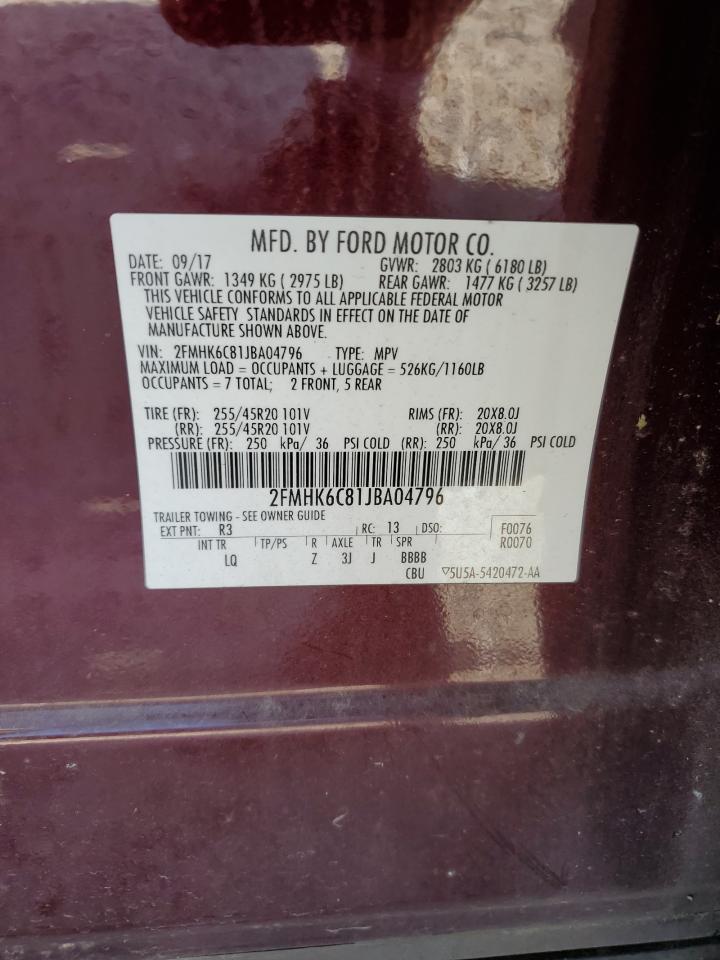 MFD. BY FORD MOTOR CO.
DATE: 09/17 GVWR: 2803 KG ( 6180 LB)
FRONT GAWR: 1349 KG ( 2975 LB) REAR GAWR: 1477 KG ( 3257 LB)
THIS VEHICLE CONFORMS TO ALL APPLICABLE FEDERAL MOTOR
VEHICLE SAFETY STANDARDS IN EFFECT ON THE DATE OF
MANUFACTURE SHOWN ABOVE.
VIN: 2FMHK6C81JBA04796 TYPE: MPV
MAXIMUM LOAD = OCCUPANTS + LUGGAGE = 526KG/1160LB
OCCUPANTS = 7 TOTAL; 2 FRONT, 5 REAR
TIRE (FR): 255/45R20 101V RIMS (FR): 20X8.0J
(RR): 255/45R20 101V (RR): 20X8.0J
PRESSURE (FR): 250 kPa/ 36 PSI COLD (RR): 250 kPa/ 36 PSI COLD
2FMHK6C81JBA04796
TRAILER TOWING - SEE OWNER GUIDE
EXT PNT: R3 RC: 13 DSO: F0076
INT TR TP/PS R AXLE TR SPR R0070
LQ Z 3J J BBBB
CBU ▽5U5A-5420472-AA